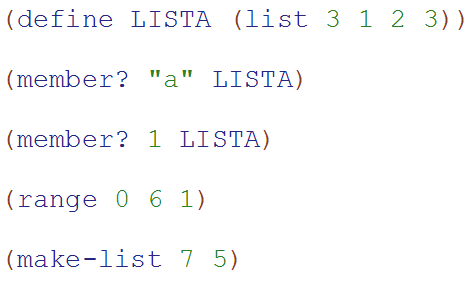 (define LISTA (list 3 1 2 3))
(member? "a" LISTA)
(member? 1 LISTA)
(range 0 6 1)
(make-list 7 5)